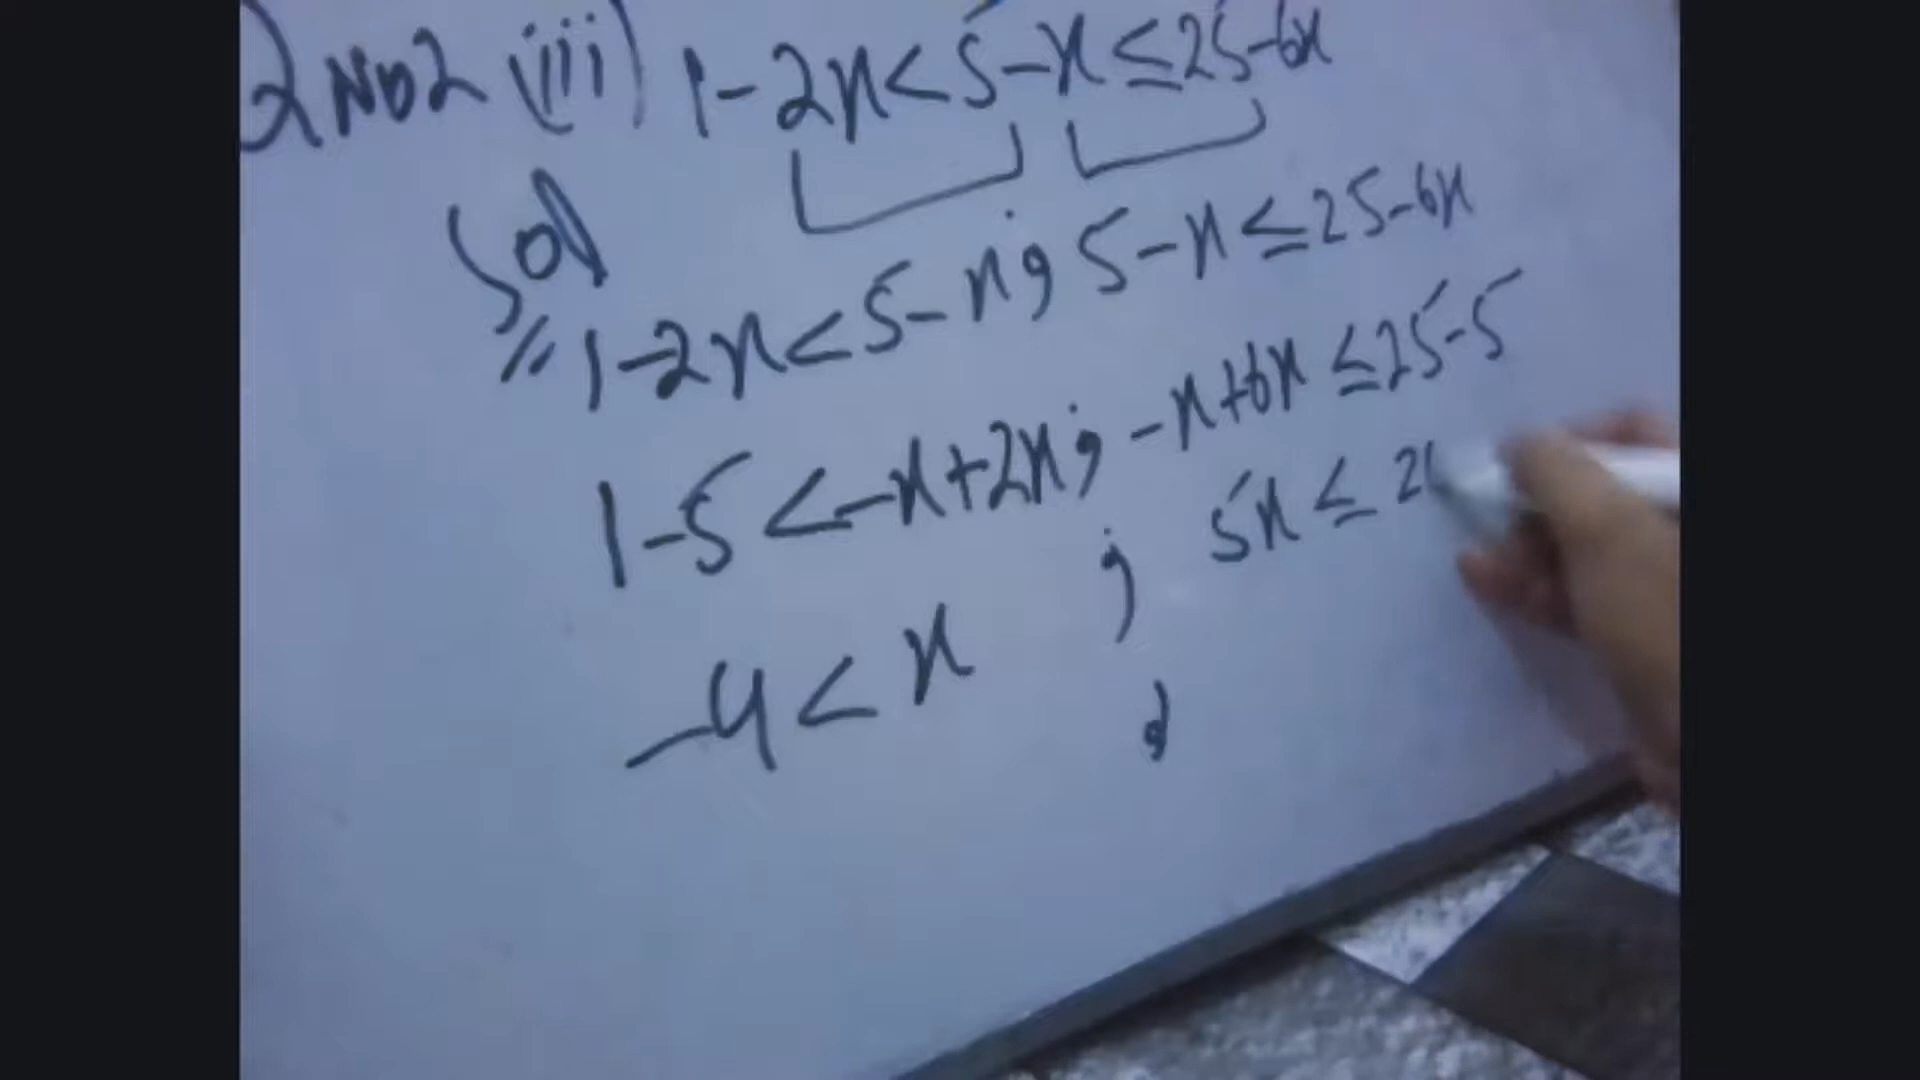 Q No 2 (iii) 1-2x<5-x≤25-6x
Sol
1-2x<5-x; 5-x≤25-6x
1-5<-x+2x; -x+6x≤25-5
-4<x ; 5x≤2
;